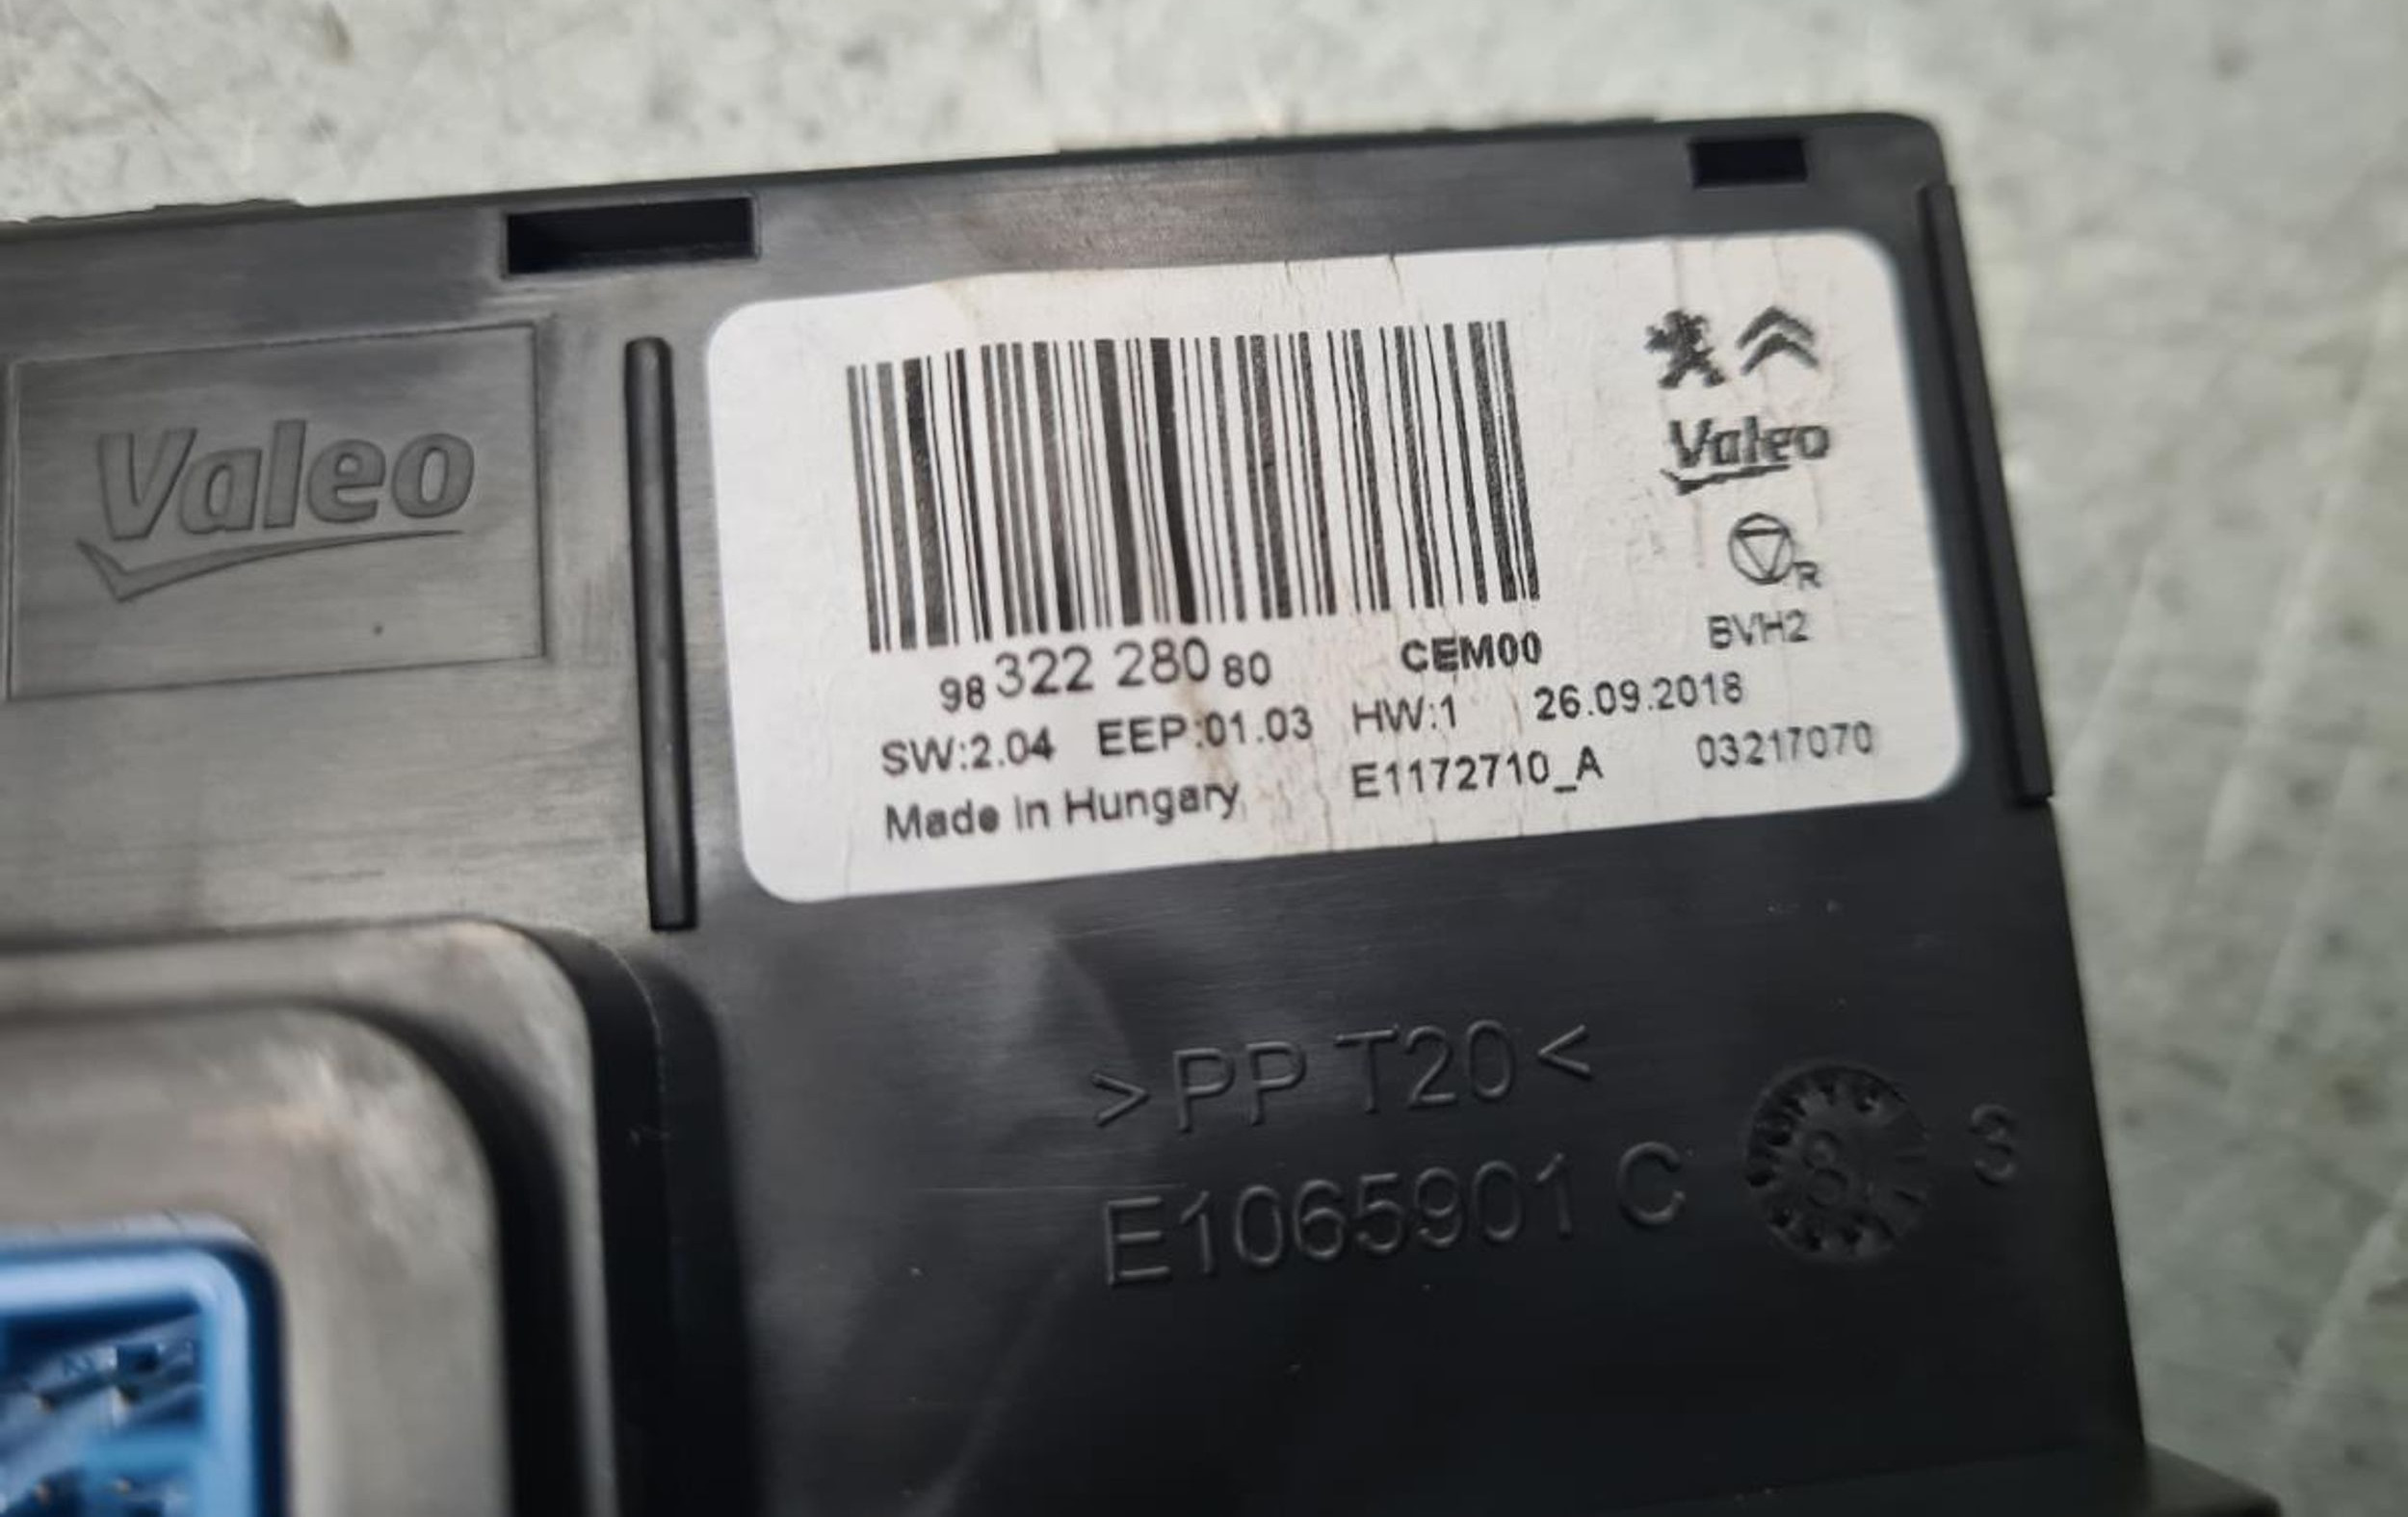 Valeo
Valeo
R
BVH2
98 322 280 80 CEM00
SW:2.04 EEP:01.03 HW:1 26.09.2018
Made in Hungary E1172710_A 03217070
>PP T20<
E1065901 C 8 3